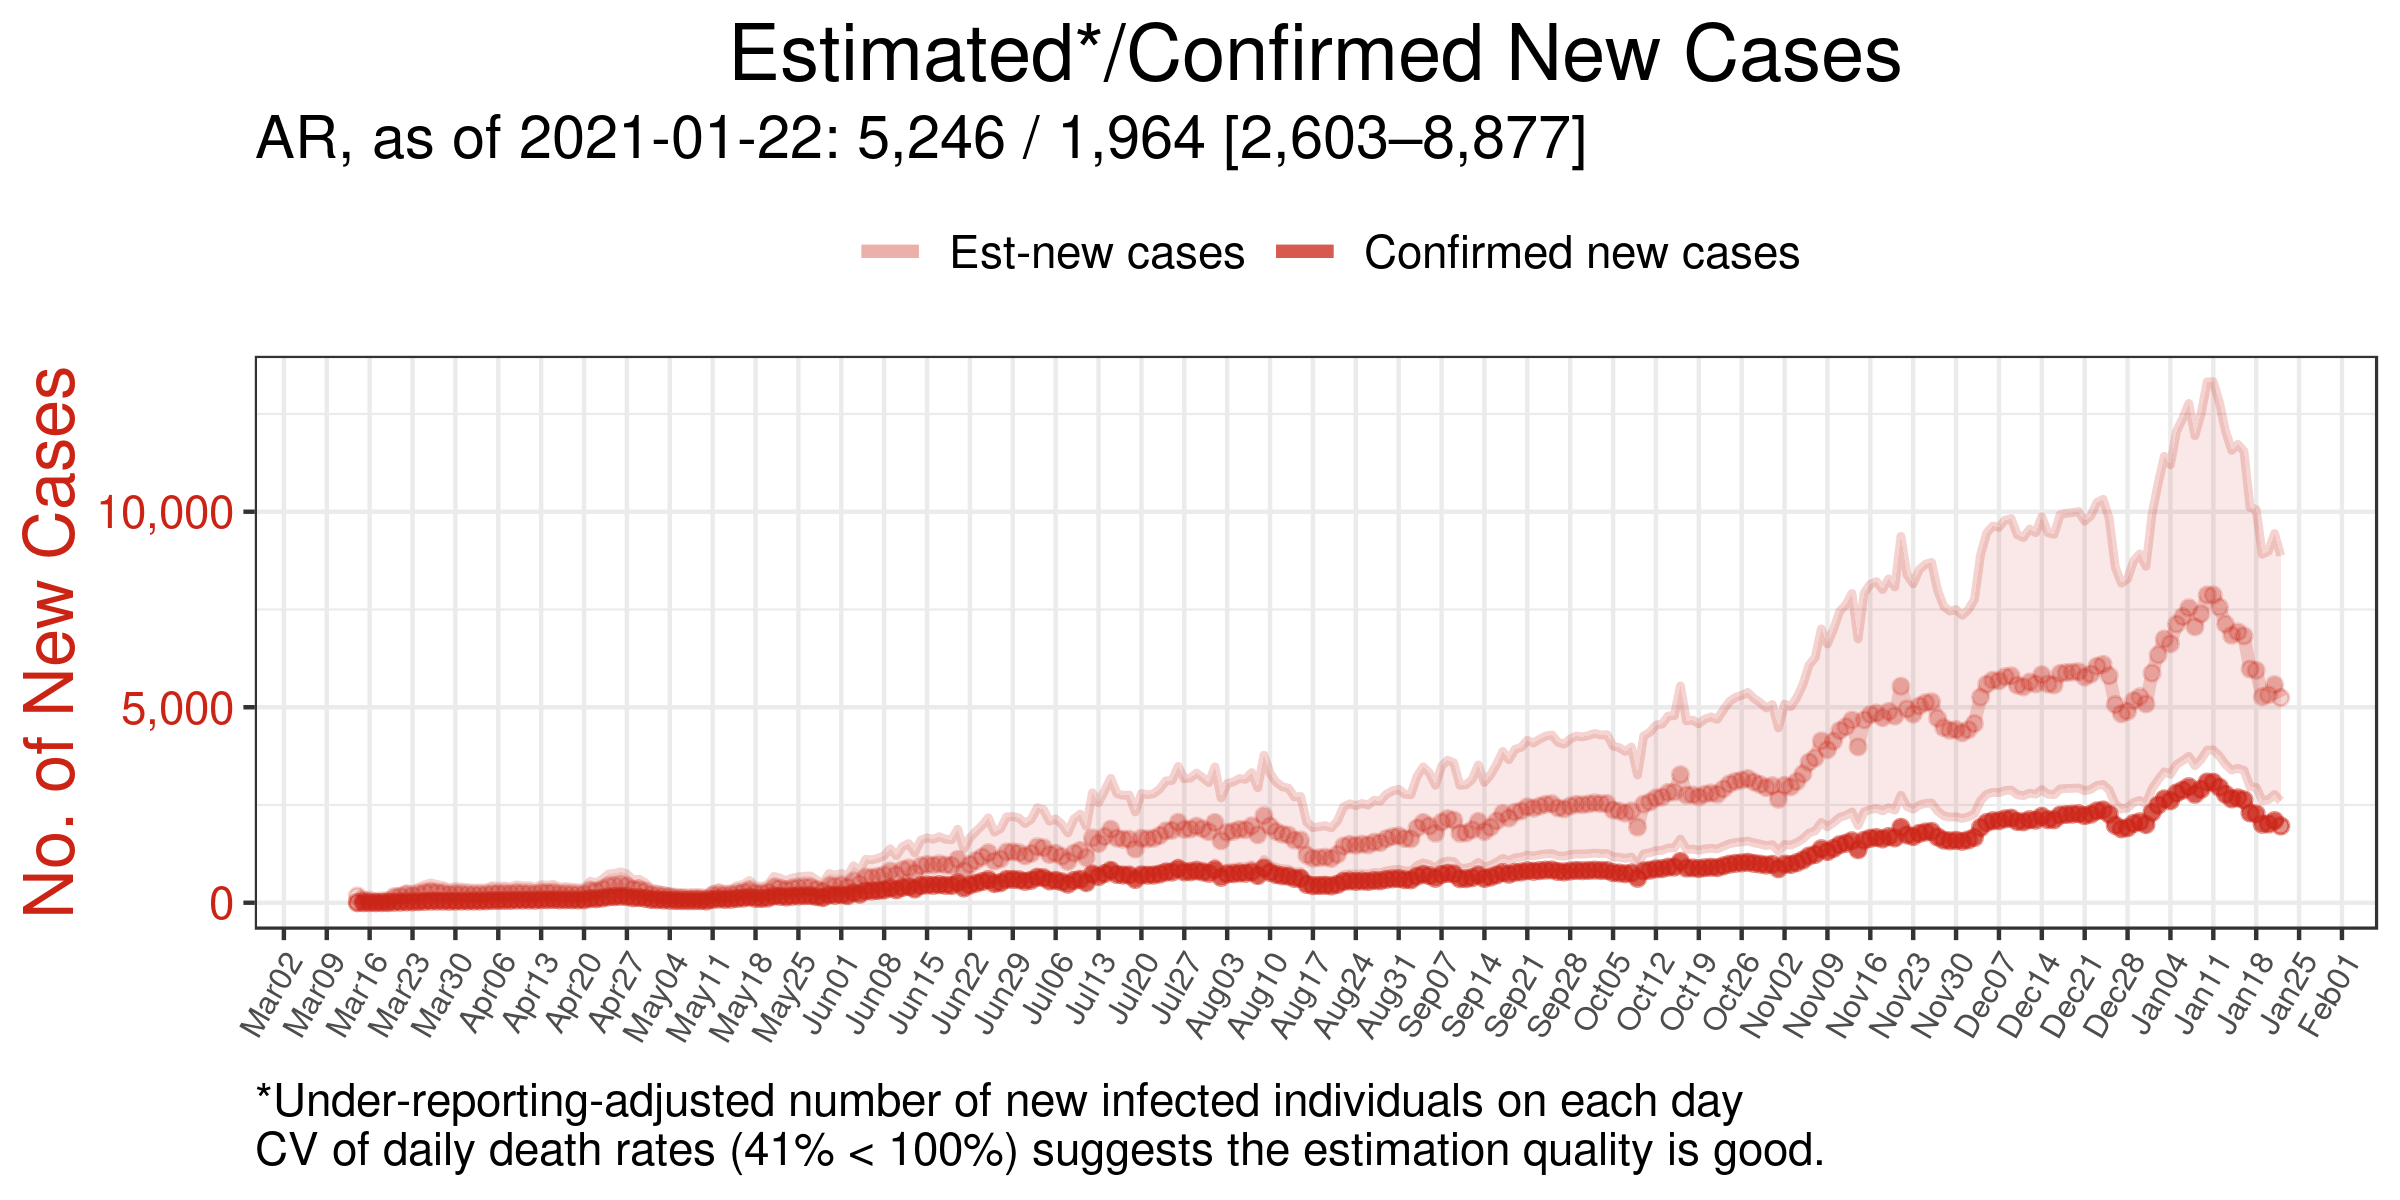 Estimated*/Confirmed New Cases
AR, as of 2021-01-22: 5,246 / 1,964 [2,603–8,877]
Est-new cases
Confirmed new cases
No. of New Cases
10,000
5,000
0
Mar02
Mar09
Mar16
Mar23
Mar30
Apr06
Apr13
Apr20
Apr27
May04
May11
May18
May25
Jun01
Jun08
Jun15
Jun22
Jun29
Jul06
Jul13
Jul20
Jul27
Aug03
Aug10
Aug17
Aug24
Aug31
Sep07
Sep14
Sep21
Sep28
Oct05
Oct12
Oct19
Oct26
Nov02
Nov09
Nov16
Nov23
Nov30
Dec07
Dec14
Dec21
Dec28
Jan04
Jan11
Jan18
Jan25
Feb01
*Under-reporting-adjusted number of new infected individuals on each day
CV of daily death rates (41% < 100%) suggests the estimation quality is good.